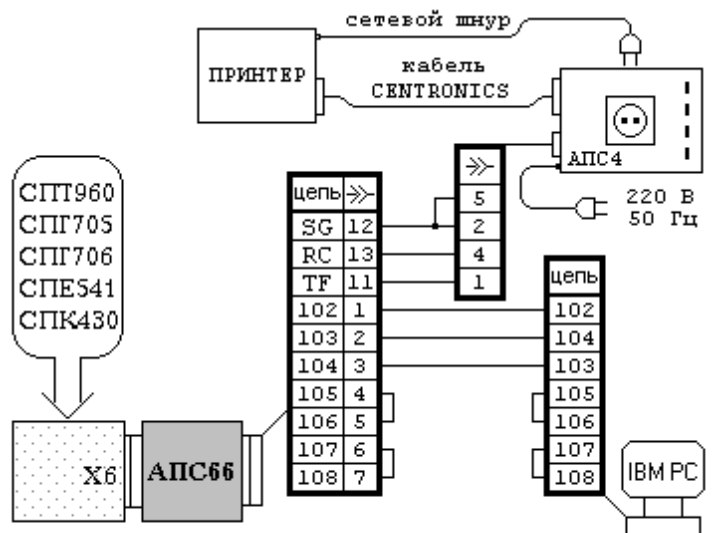 сетевой шнур
ПРИНТЕР
кабель
CENTRONICS
АПС4
220 В
50 Гц
СПТ960
СПГ705
СПГ706
СПЕ541
СПК430
цепь
SG 12
RC 13
TF 11
102 1
103 2
104 3
105 4
106 5
107 6
108 7
5
2
4
1
цепь
102
104
103
105
106
107
108
X6
АПС66
IBM PC